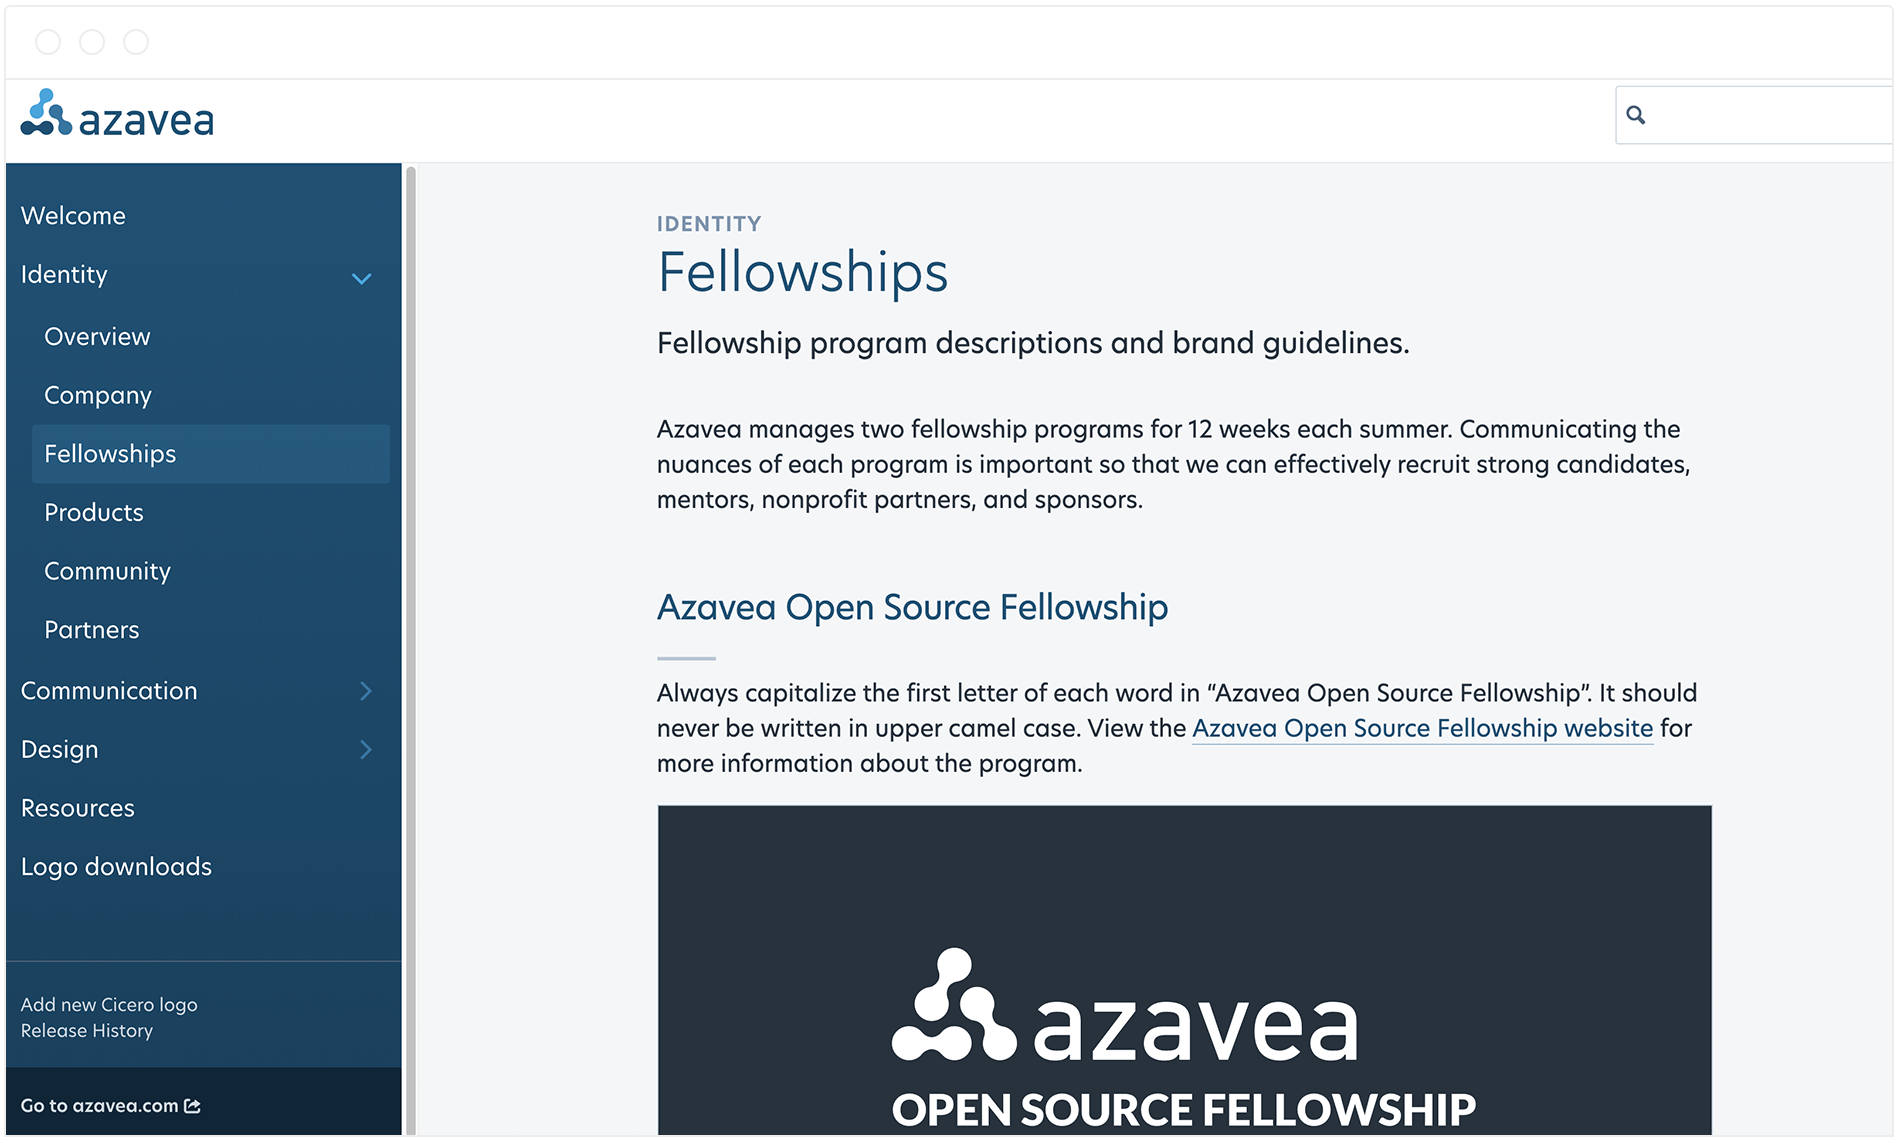 azavea
Welcome
Identity
Overview
Company
Fellowships
Products
Community
Partners
Communication
Design
Resources
Logo downloads
Add new Cicero logo
Release History
Go to azavea.com
IDENTITY
Fellowships
Fellowship program descriptions and brand guidelines.
Azavea manages two fellowship programs for 12 weeks each summer. Communicating the
nuances of each program is important so that we can effectively recruit strong candidates,
mentors, nonprofit partners, and sponsors.
Azavea Open Source Fellowship
Always capitalize the first letter of each word in “Azavea Open Source Fellowship”. It should
never be written in upper camel case. View the Azavea Open Source Fellowship website for
more information about the program.
azavea
OPEN SOURCE FELLOWSHIP